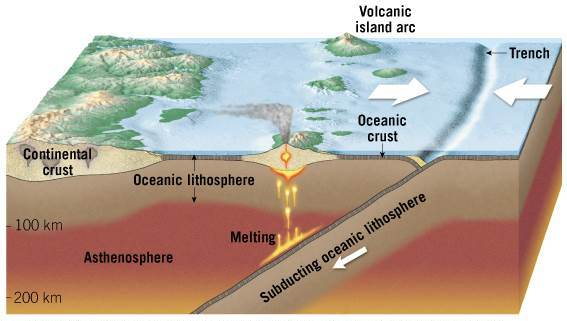 Volcanic
island arc
Trench
Oceanic
crust
Continental
crust
Oceanic lithosphere
100 km
Melting
Subducting oceanic lithosphere
Asthenosphere
200 km